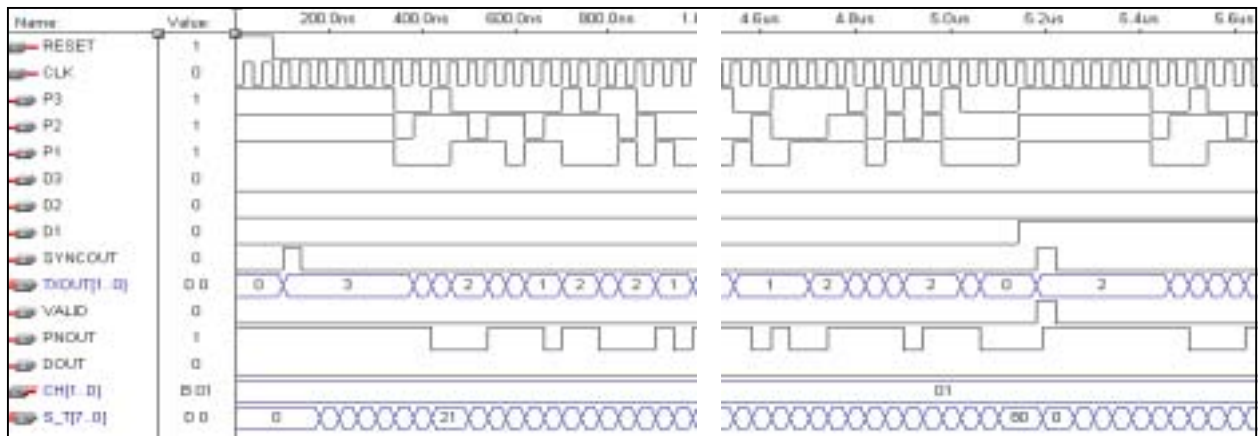 Name: Value: 200.0ns 400.0ns 600.0ns 800.0ns 1.( 4.6us 4.8us 5.0us 5.2us 5.4us 5.6us
RESET 1
CLK 0
P3 1
P2 1
P1 1
D3 0
D2 0
D1 0
SYNCOUT 0
TXOUT[1..0] D 0 0 3 2 1 2 2 1 1 2 2 0 2
VALID 0
PNOUT 1
DOUT 0
CH[1..0] B 01 01
S_T[7..0] D 0 0 21 60 0